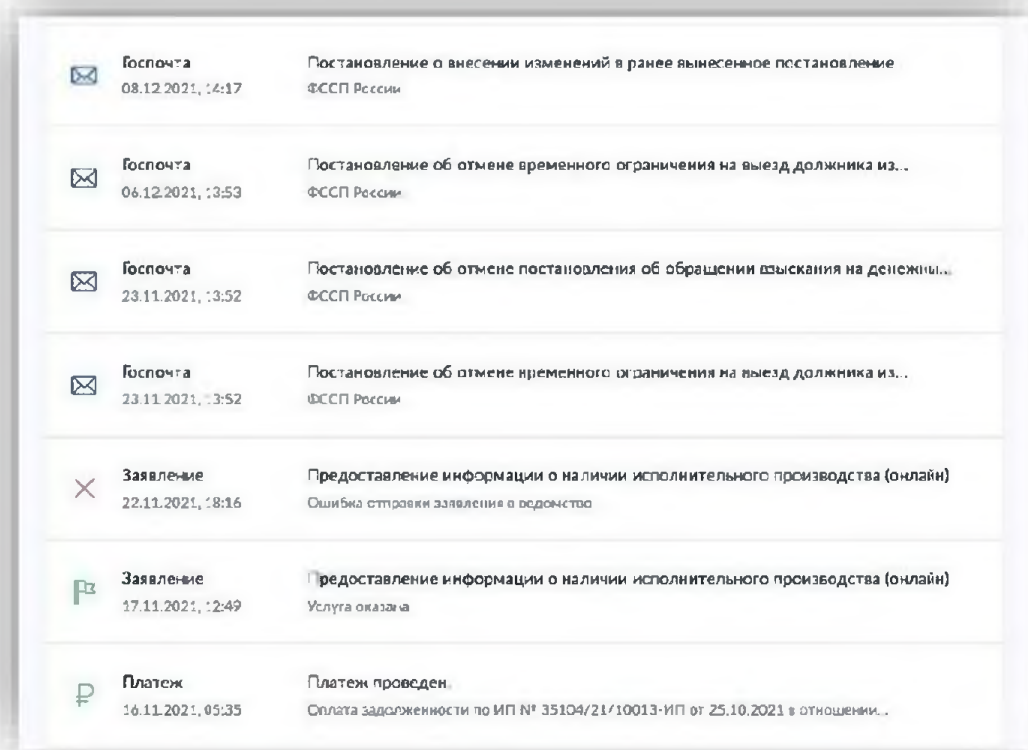 Госпочта
Постановление о внесении изменений в ранее вынесенное постановление
08.12.2021, 14:17
ФССП России
Госпочта
Постановление об отмене временного ограничения на выезд должника из...
06.12.2021, 13:53
ФССП России
Госпочта
Постановление об отмене постановления об обращении взыскания на денежны...
23.11.2021, 13:52
ФССП России
Госпочта
Постановление об отмене временного ограничения на выезд должника из...
23.11.2021, 13:52
ФССП России
Заявление
Предоставление информации о наличии исполнительного производства (онлайн)
22.11.2021, 18:16
Ошибка отправки заявления в ведомство
Заявление
Предоставление информации о наличии исполнительного производства (онлайн)
17.11.2021, 12:49
Услуга оказана
Платеж
Платеж проведен
16.11.2021, 05:35
Оплата задолженности по ИП № 35104/21/10013-ИП от 25.10.2021 в отношении...